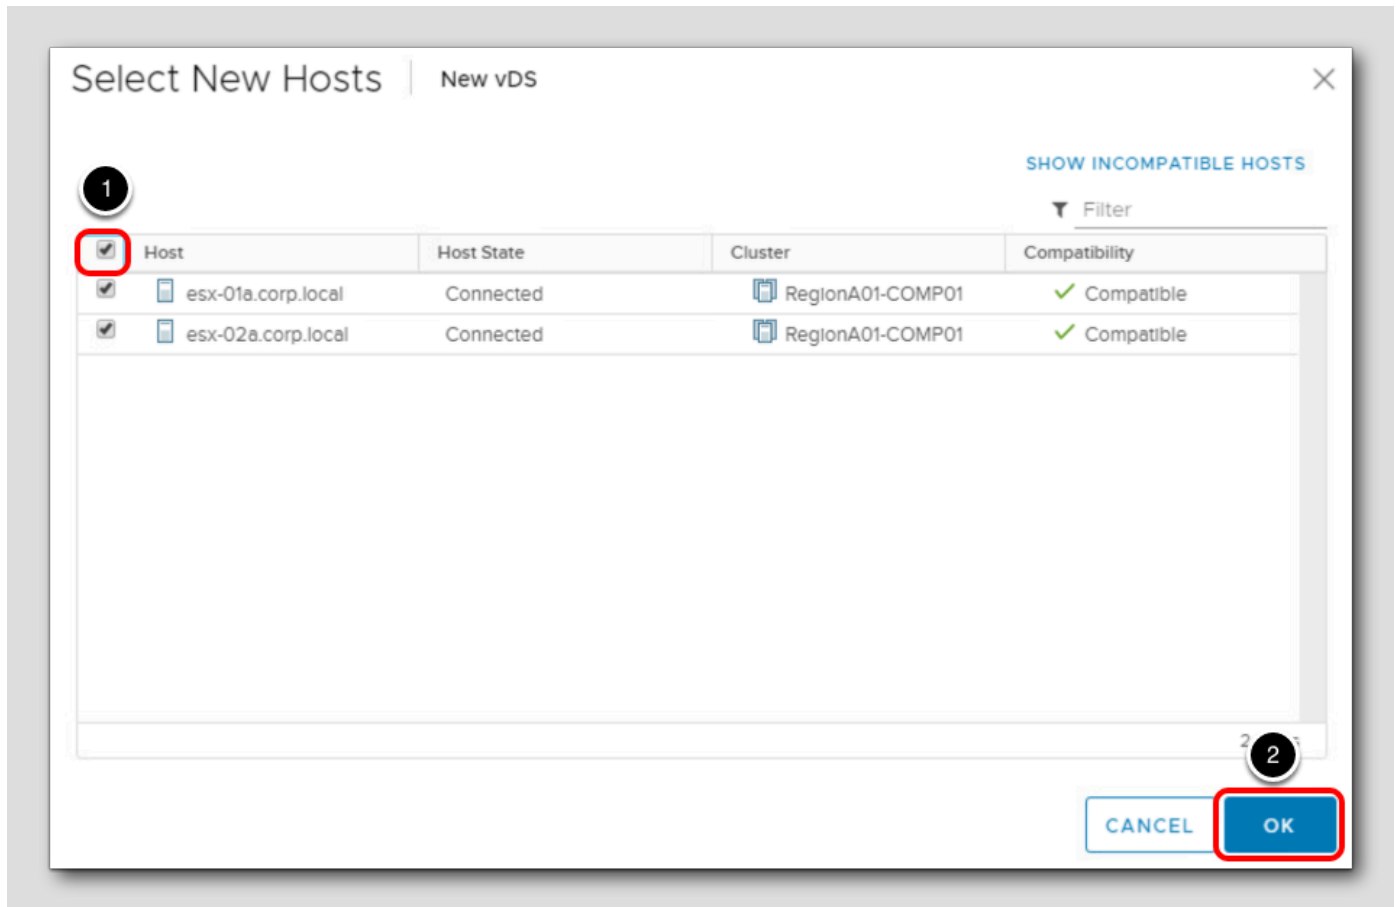 Select New Hosts New vDS
SHOW INCOMPATIBLE HOSTS
1
Filter
Host Host State Cluster Compatibility
esx-01a.corp.local Connected RegionA01-COMP01 Compatible
esx-02a.corp.local Connected RegionA01-COMP01 Compatible
2
2
CANCEL OK